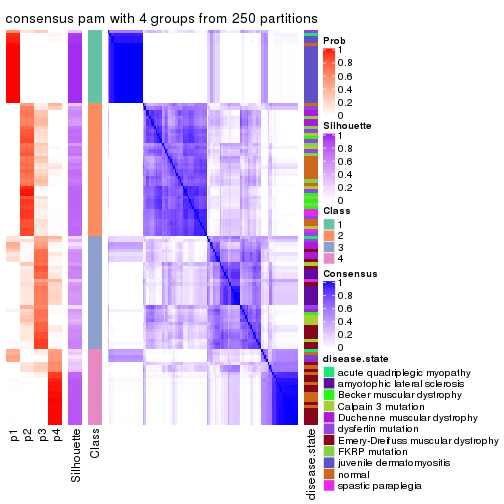 consensus pam with 4 groups from 250 partitions
Prob
1
0.8
0.6
0.4
0.2
0
Silhouette
1
0.8
0.6
0.4
0.2
0
Class
1
2
3
4
Consensus
1
0.8
0.6
0.4
0.2
0
disease.state
acute quadriplegic myopathy
amyotrophic lateral sclerosis
Becker muscular dystrophy
Calpain 3 mutation
Duchenne muscular dystrophy
dysferlin mutation
Emery-Dreifuss muscular dystrophy
FKRP mutation
juvenile dermatomyositis
normal
spastic paraplegia
p1
p2
p3
p4
Silhouette
Class
disease.state